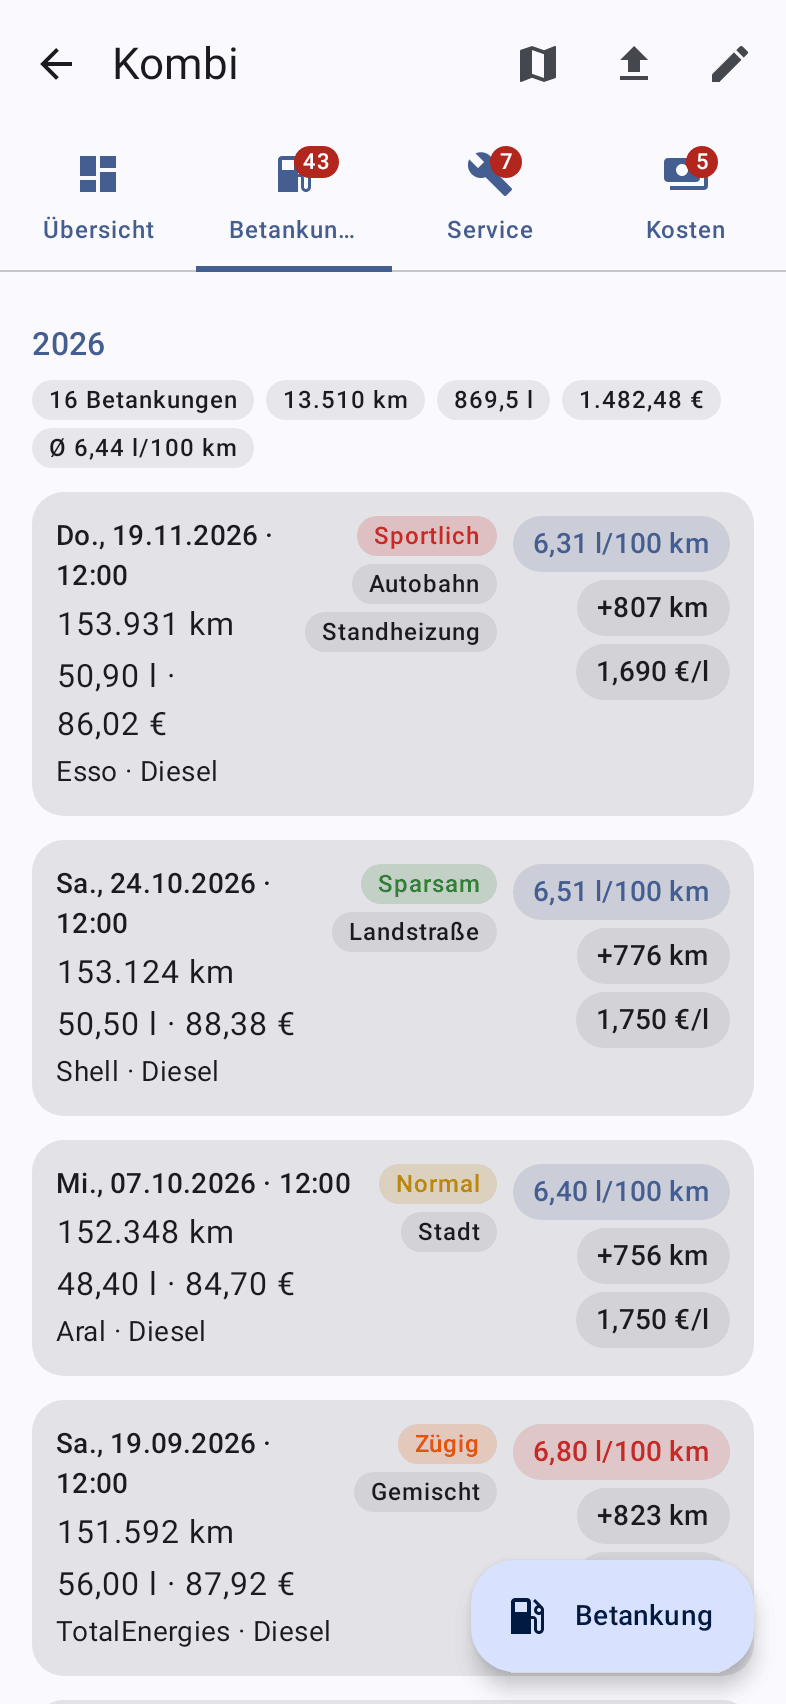 Kombi
43
7
5
Übersicht
Betankun…
Service
Kosten
2026
16 Betankungen
13.510 km
869,5 l
1.482,48 €
Ø 6,44 l/100 km
Do., 19.11.2026 ·
12:00
153.931 km
50,90 l ·
86,02 €
Esso · Diesel
Sportlich
Autobahn
Standheizung
6,31 l/100 km
+807 km
1,690 €/l
Sa., 24.10.2026 ·
12:00
153.124 km
50,50 l · 88,38 €
Shell · Diesel
Sparsam
Landstraße
6,51 l/100 km
+776 km
1,750 €/l
Mi., 07.10.2026 · 12:00
152.348 km
48,40 l · 84,70 €
Aral · Diesel
Normal
Stadt
6,40 l/100 km
+756 km
1,750 €/l
Sa., 19.09.2026 ·
12:00
151.592 km
56,00 l · 87,92 €
TotalEnergies · Diesel
Zügig
Gemischt
6,80 l/100 km
+823 km
Betankung